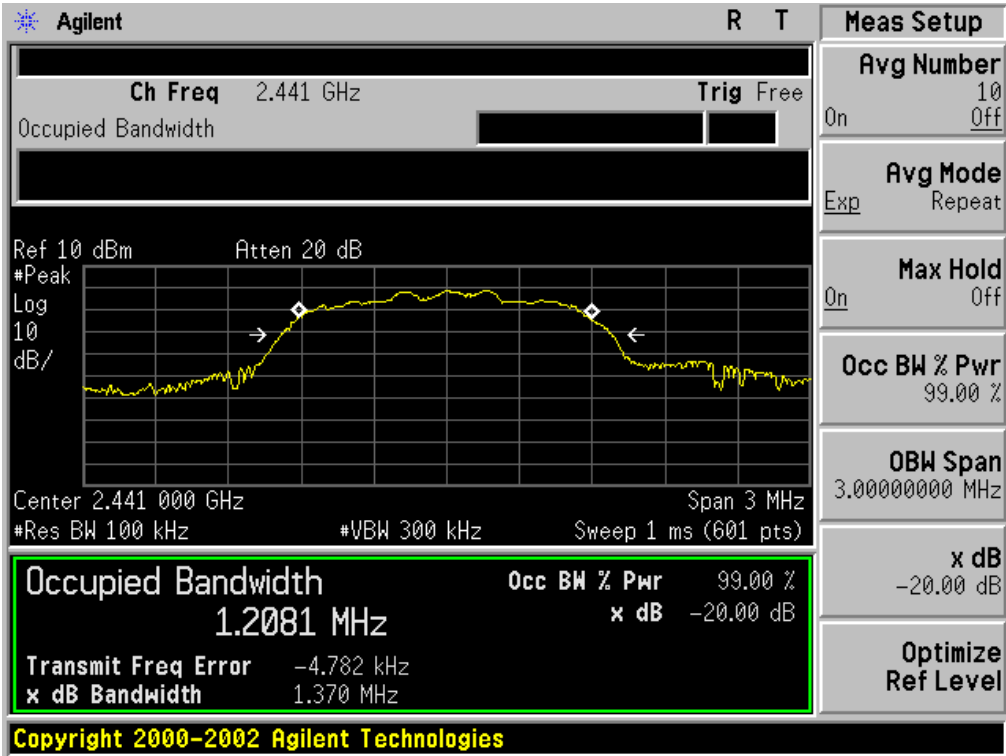 Agilent R T
Ch Freq 2.441 GHz Trig Free
Occupied Bandwidth
Ref 10 dBm Atten 20 dB
#Peak
Log
10
dB/
Center 2.441 000 GHz Span 3 MHz
#Res BW 100 kHz #VBW 300 kHz Sweep 1 ms (601 pts)
Occupied Bandwidth Occ BW % Pwr 99.00 %
1.2081 MHz x dB -20.00 dB
Transmit Freq Error -4.782 kHz
x dB Bandwidth 1.370 MHz
Copyright 2000-2002 Agilent Technologies
Meas Setup
Avg Number
10
On Off
Avg Mode
Exp Repeat
Max Hold
On Off
Occ BW % Pwr
99.00 %
OBW Span
3.00000000 MHz
x dB
-20.00 dB
Optimize
Ref Level